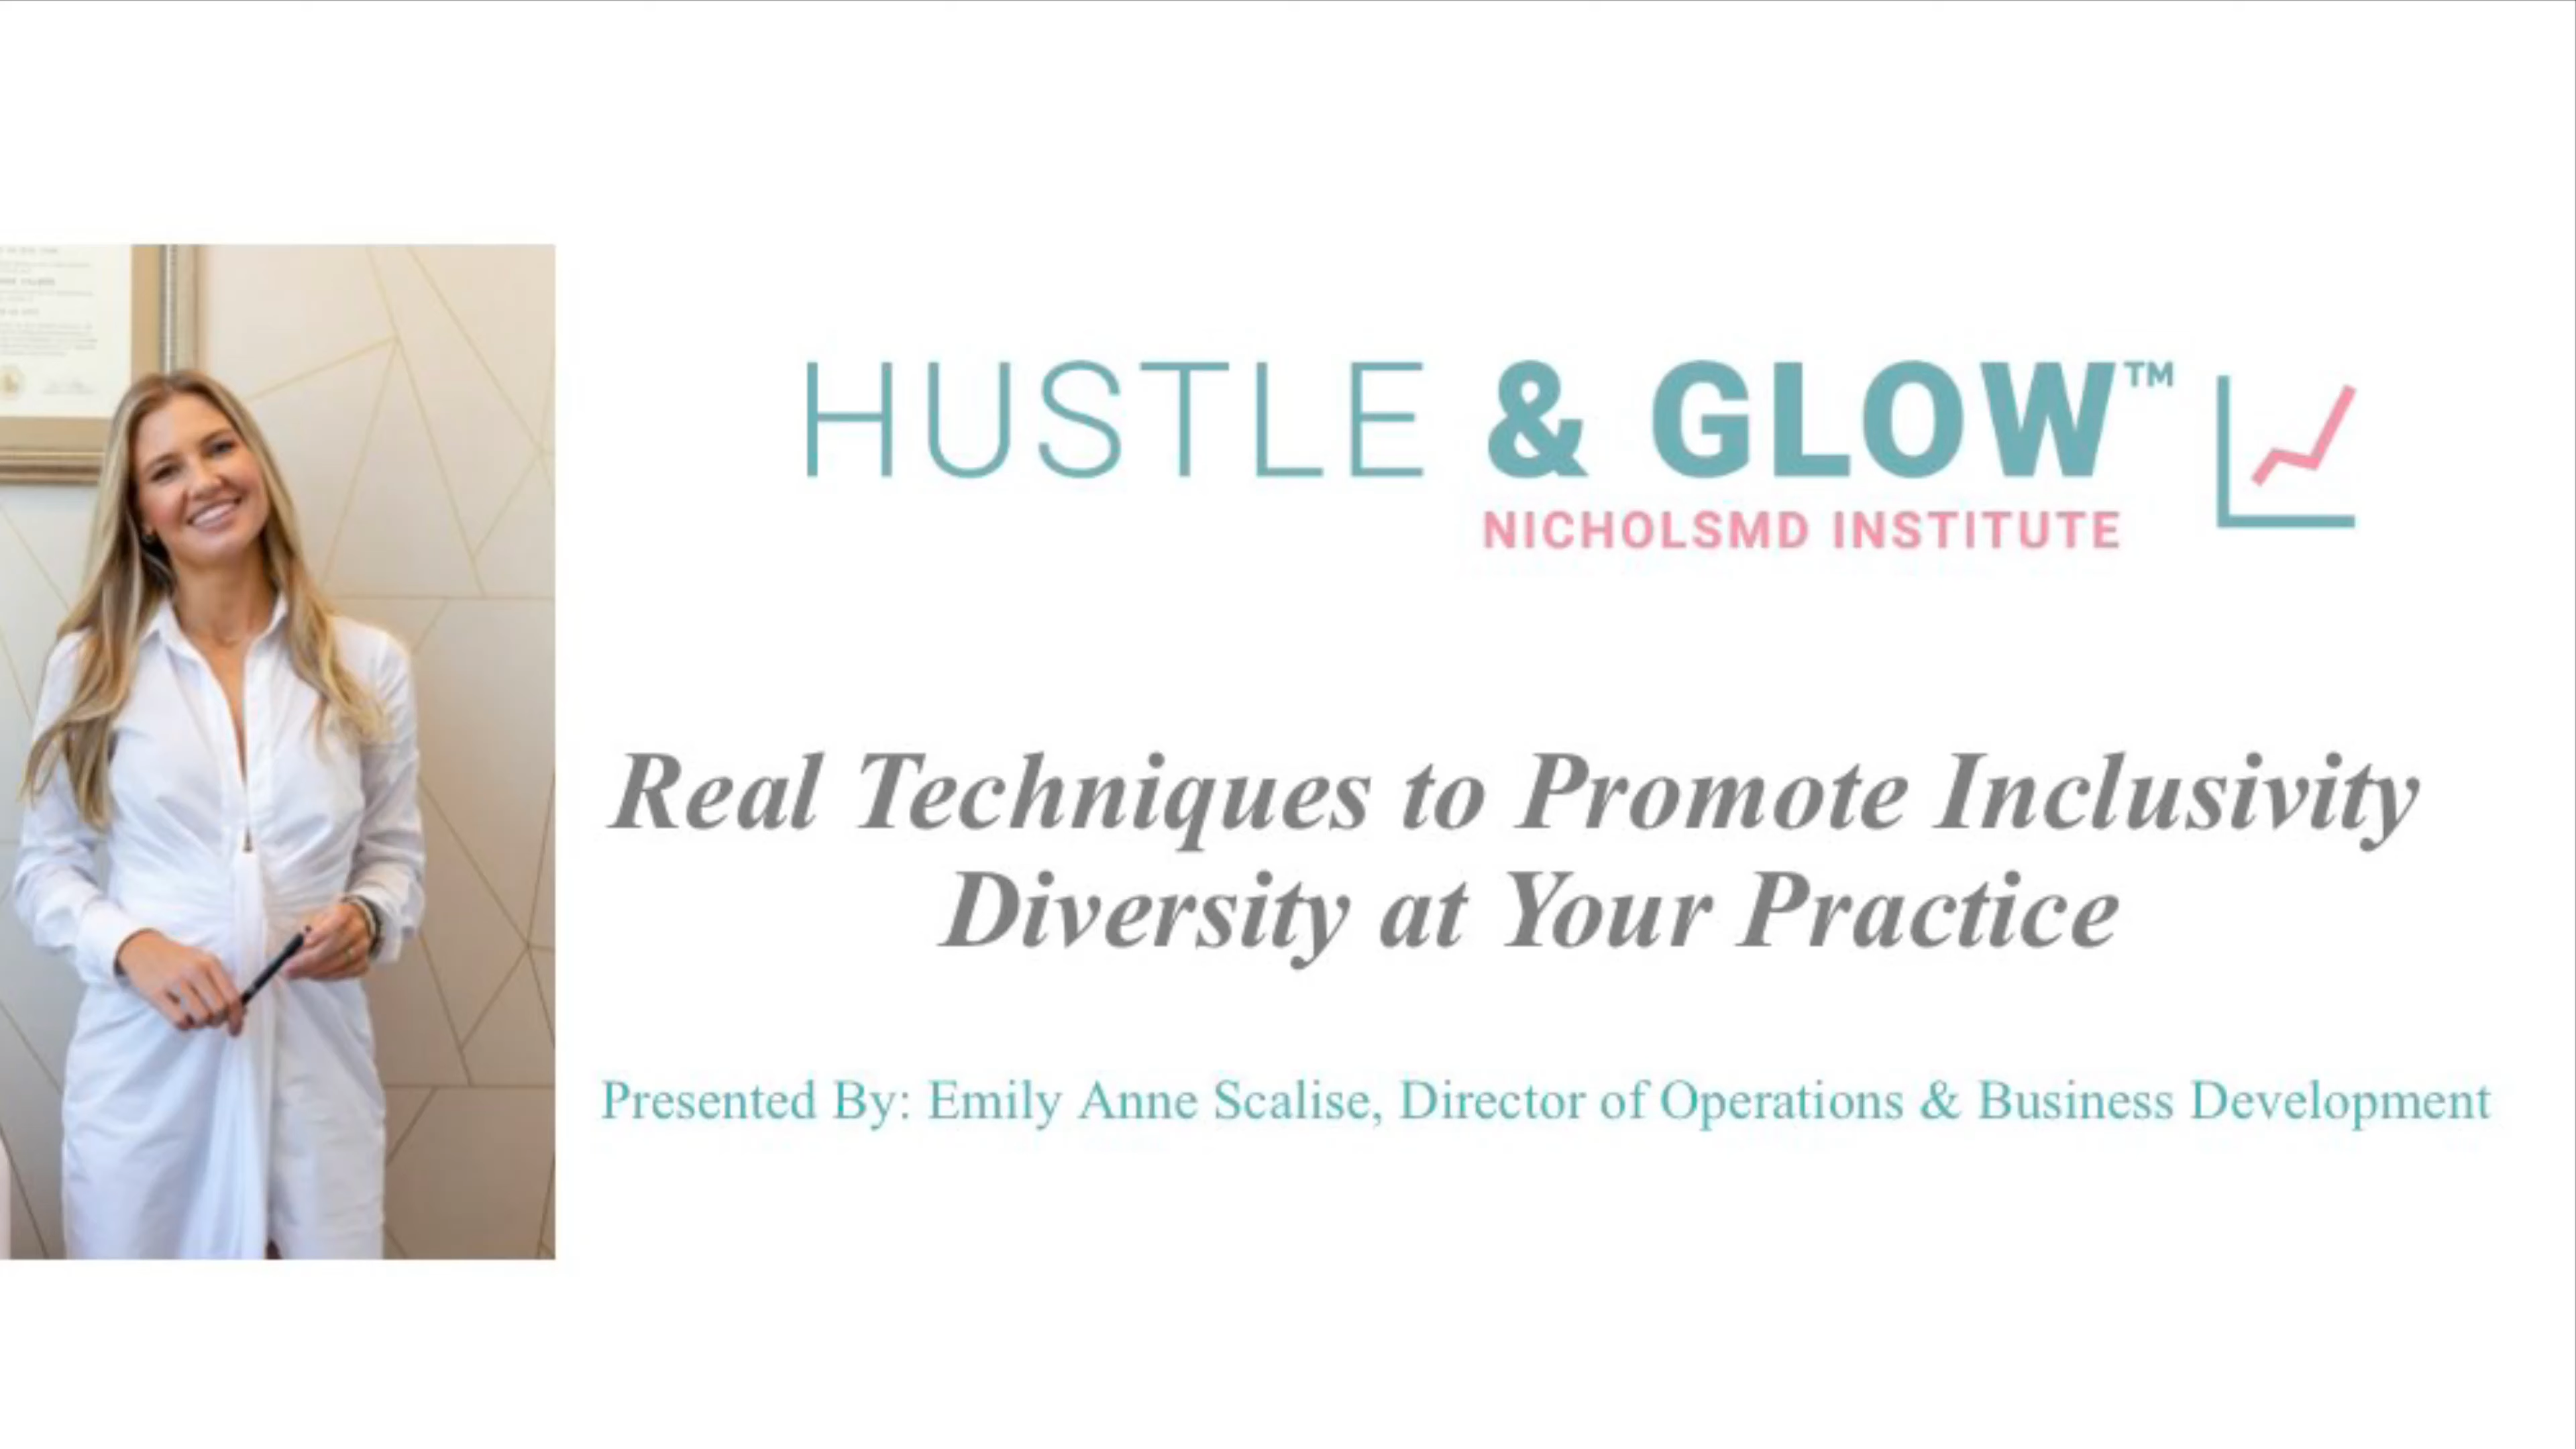 HUSTLE & GLOW™
NICHOLSMD INSTITUTE
Real Techniques to Promote Inclusivity
Diversity at Your Practice
Presented By: Emily Anne Scalise, Director of Operations & Business Development